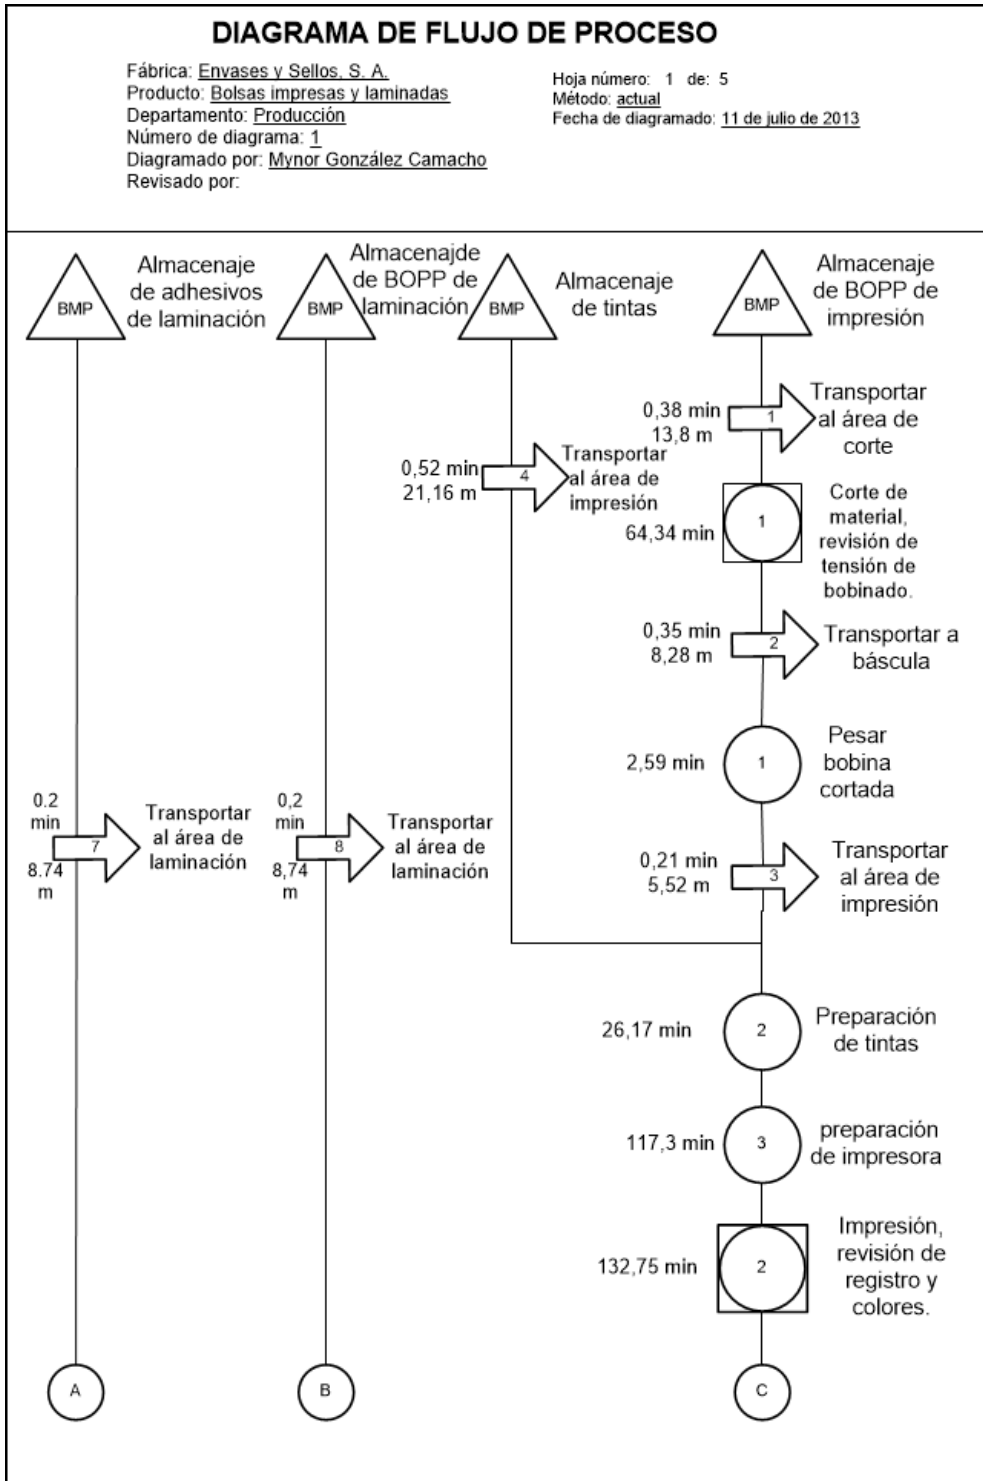 DIAGRAMA DE FLUJO DE PROCESO
Fábrica: Envases y Sellos, S. A.
Producto: Bolsas impresas y laminadas
Departamento: Producción
Número de diagrama: 1
Diagramado por: Mynor González Camacho
Revisado por:
Hoja número: 1 de: 5
Método: actual
Fecha de diagramado: 11 de julio de 2013
BMP
Almacenaje
de adhesivos
de laminación
BMP
Almacenajde
de BOPP de
laminación
BMP
Almacenaje
de tintas
BMP
Almacenaje
de BOPP de
impresión
0,38 min
13,8 m
1
Transportar
al área de
corte
0,52 min
21,16 m
4
Transportar
al área de
impresión
64,34 min
1
Corte de
material,
revisión de
tensión de
bobinado.
0,35 min
8,28 m
2
Transportar a
báscula
2,59 min
1
Pesar
bobina
cortada
0.2
min
7
8.74
m
Transportar
al área de
laminación
0,2
min
8
8,74
m
Transportar
al área de
laminación
0,21 min
5,52 m
3
Transportar
al área de
impresión
26,17 min
2
Preparación
de tintas
117,3 min
3
preparación
de impresora
132,75 min
2
Impresión,
revisión de
registro y
colores.
A
B
C